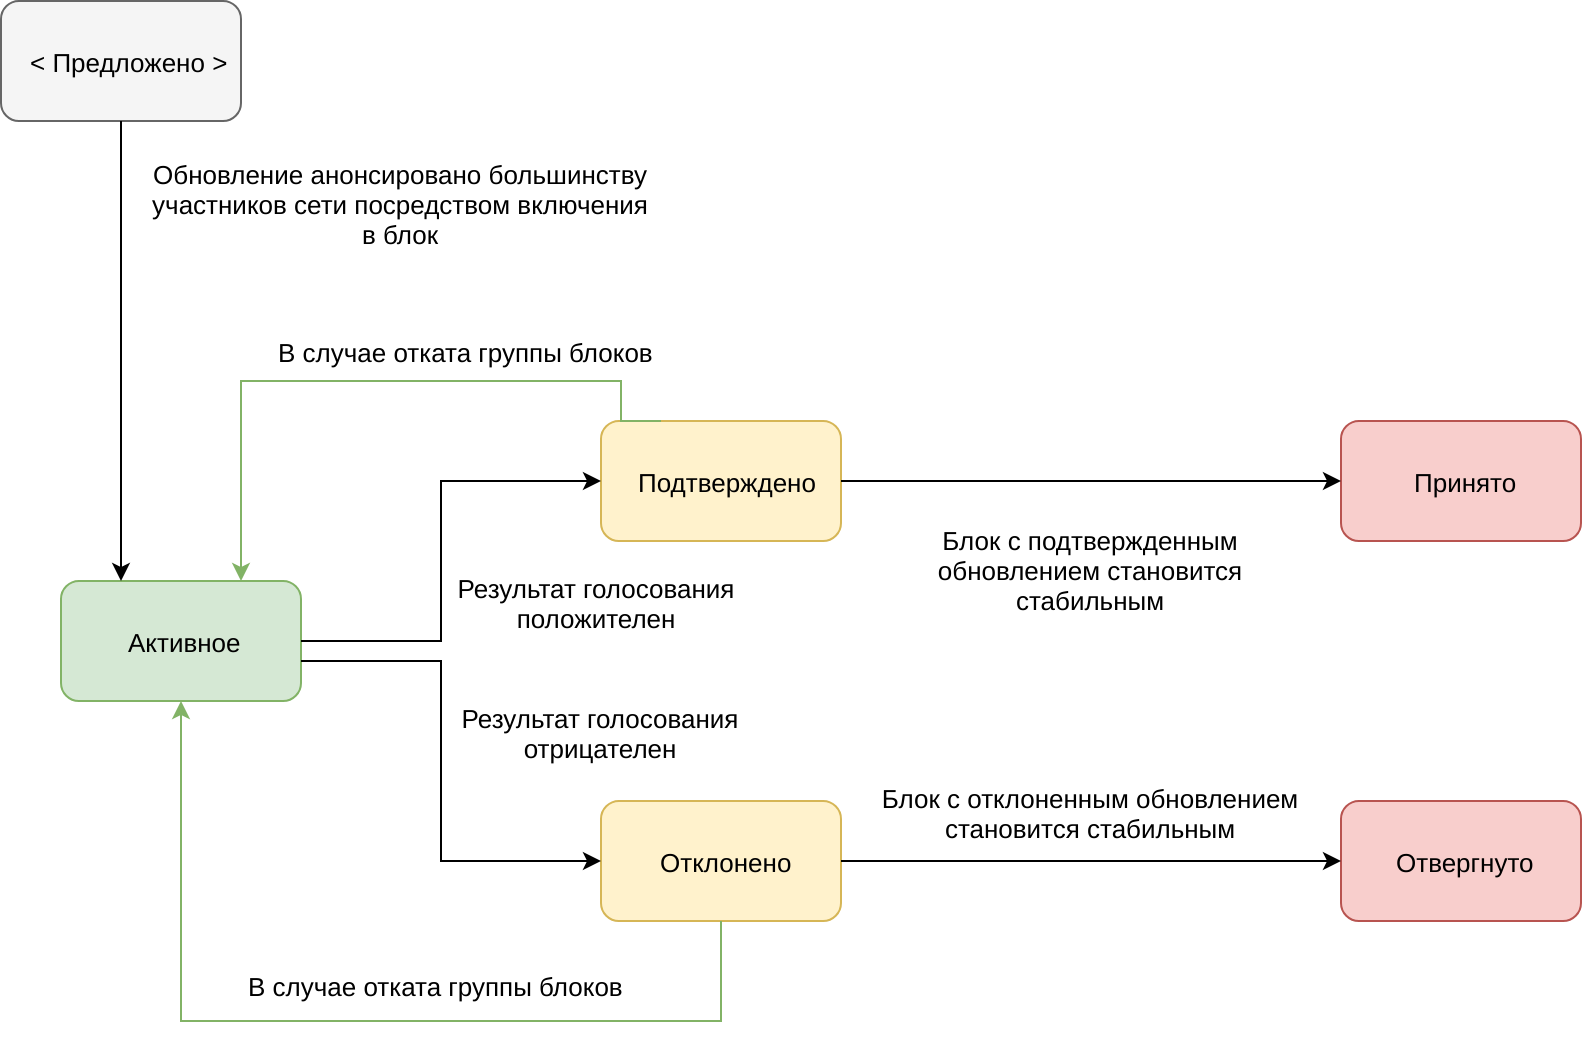 < Предложено >
Обновление анонсировано большинству
участников сети посредством включения
в блок
В случае отката группы блоков
Подтверждено
Принято
Блок с подтвержденным
обновлением становится
стабильным
Результат голосования
положителен
Активное
Результат голосования
отрицателен
Блок с отклоненным обновлением
становится стабильным
Отклонено
Отвергнуто
В случае отката группы блоков